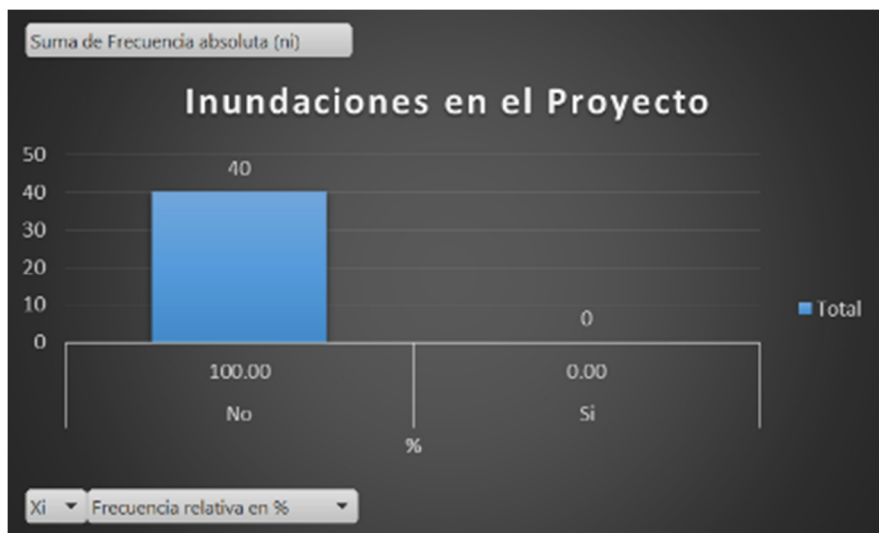 Suma de Frecuencia absoluta (ni)
Inundaciones en el Proyecto
50
40
40
30
20
10
0
0
Total
100.00 0.00
No Si
%
Xi Frecuencia relativa en %